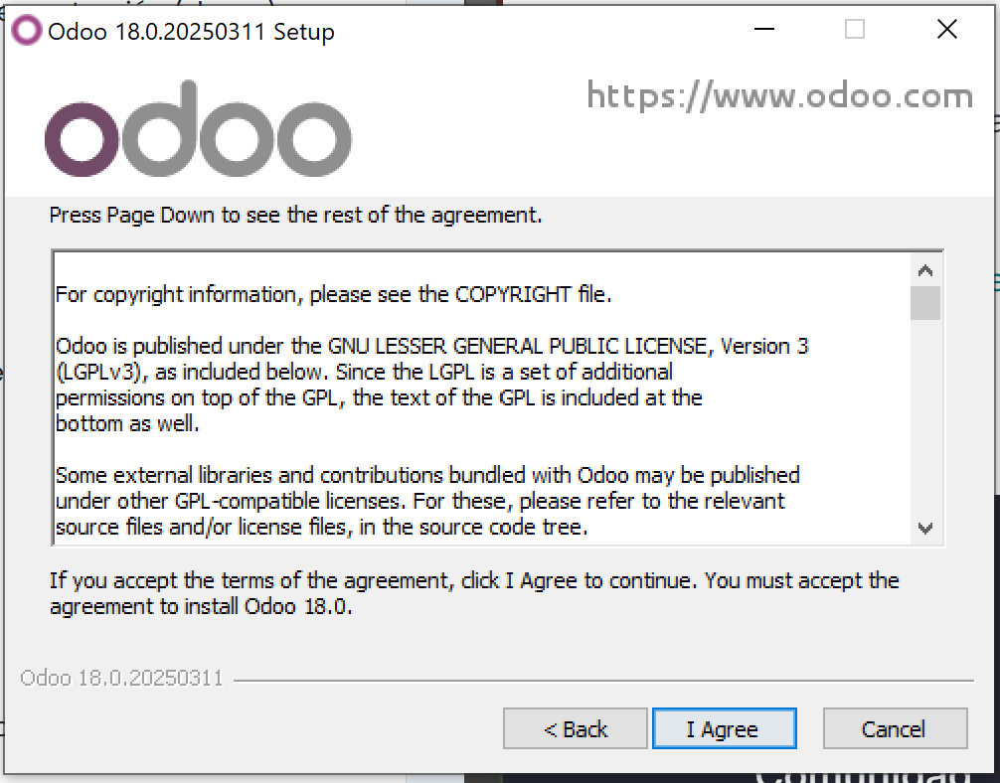 Odoo 18.0.20250311 Setup
odoo
https://www.odoo.com
Press Page Down to see the rest of the agreement.
For copyright information, please see the COPYRIGHT file.
Odoo is published under the GNU LESSER GENERAL PUBLIC LICENSE, Version 3
(LGPLv3), as included below. Since the LGPL is a set of additional
permissions on top of the GPL, the text of the GPL is included at the
bottom as well.
Some external libraries and contributions bundled with Odoo may be published
under other GPL-compatible licenses. For these, please refer to the relevant
source files and/or license files, in the source code tree.
If you accept the terms of the agreement, click I Agree to continue. You must accept the
agreement to install Odoo 18.0.
Odoo 18.0.20250311
< Back
I Agree
Cancel
Comunidad